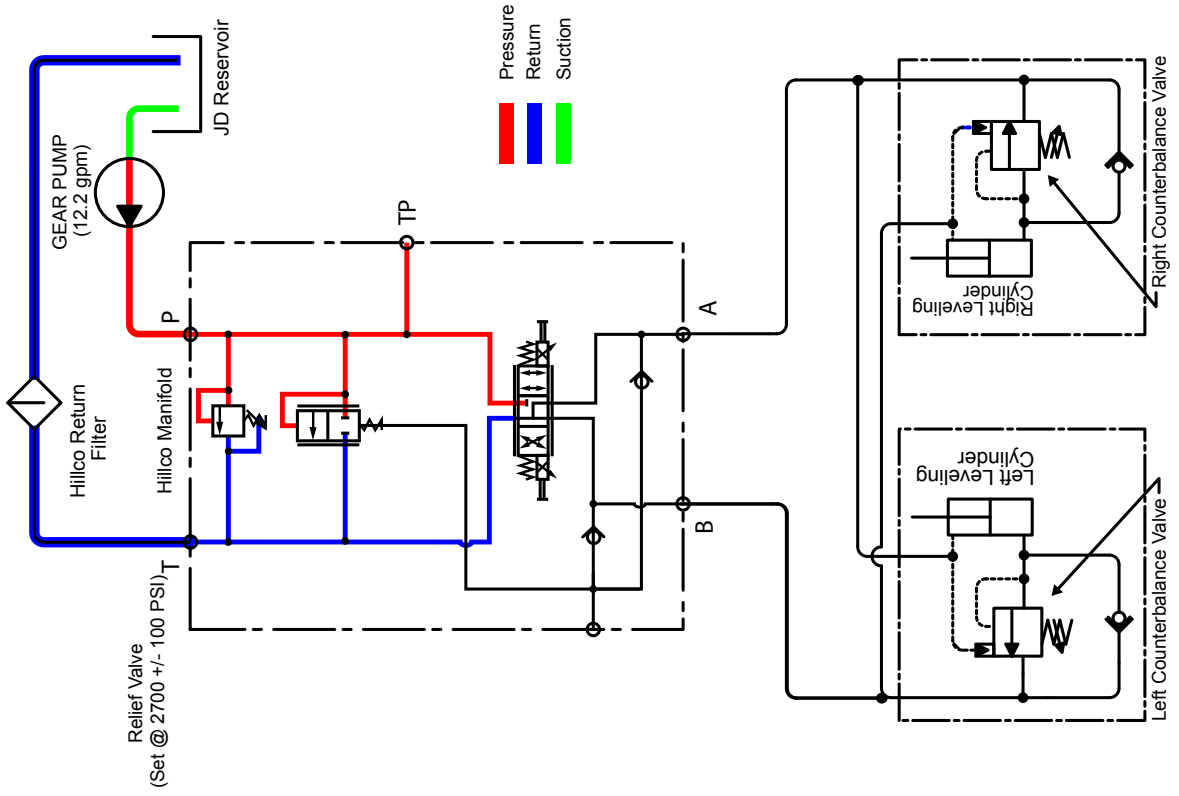 JD Reservoir
GEAR PUMP
(12.2 gpm)
Pressure
Return
Suction
TP
P
A
Hillco Return
Filter
Hillco Manifold
T
B
Relief Valve
(Set @ 2700 +/- 100 PSI)
Right Leveling
Cylinder
Right Counterbalance Valve
Left Leveling
Cylinder
Left Counterbalance Valve